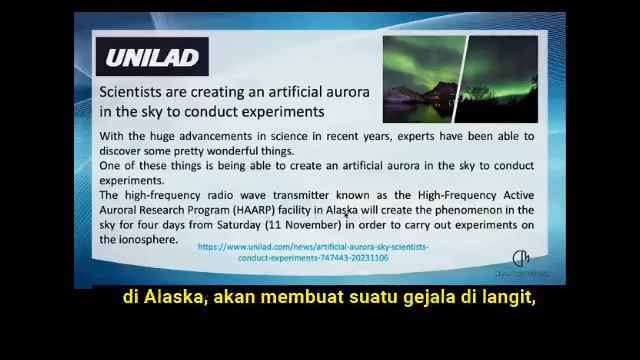 UNILAD
Scientists are creating an artificial aurora
in the sky to conduct experiments
With the huge advancements in science in recent years, experts have been able to
discover some pretty wonderful things.
One of these things is being able to create an artificial aurora in the sky to conduct
experiments.
The high-frequency radio wave transmitter known as the High-Frequency Active
Auroral Research Program (HAARP) facility in Alaska will create the phenomenon in the
sky for four days from Saturday (11 November) in order to carry out experiments on
the ionosphere.
https://www.unilad.com/news/artificial-aurora-sky-scientists-
conduct-experiments-747443-20231106
CLASH OF MINDS
di Alaska, akan membuat suatu gejala di langit,